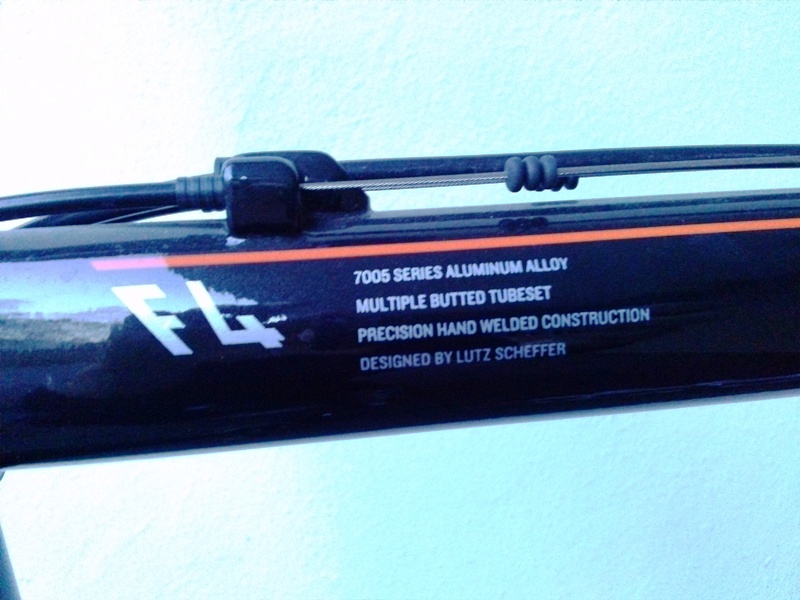 F4
7005 SERIES ALUMINUM ALLOY
MULTIPLE BUTTED TUBESET
PRECISION HAND WELDED CONSTRUCTION
DESIGNED BY LUTZ SCHEFFER